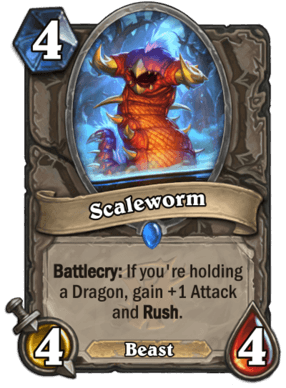 4
Scaleworm
Battlecry: If you're holding
a Dragon, gain +1 Attack
and Rush.
4
Beast
4